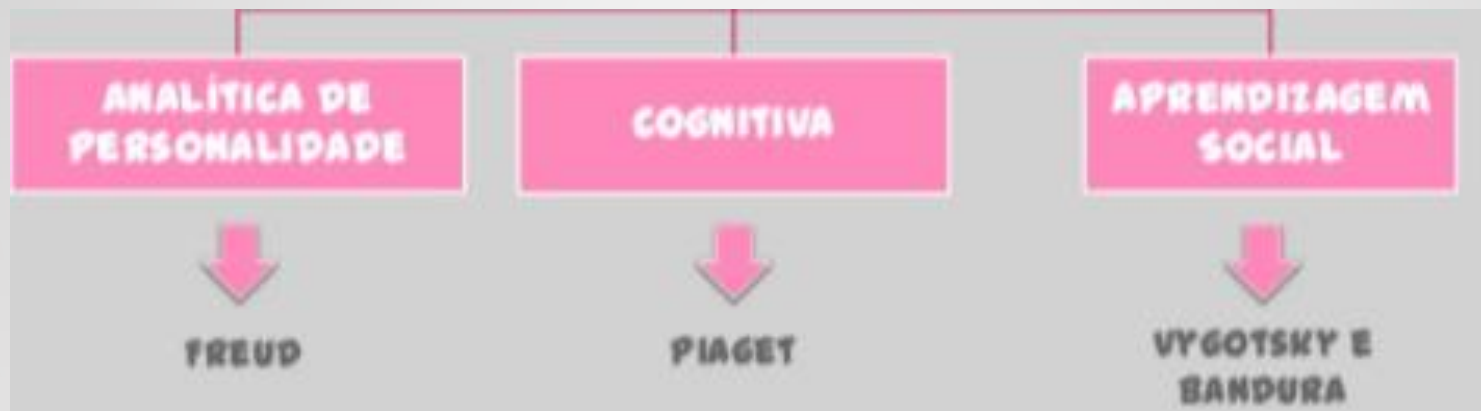 ANALÍTICA DE
PERSONALIDADE
COGNITIVA
APRENDIZAGEM
SOCIAL
FREUD
PIAGET
VYGOTSKY E
BANDURA